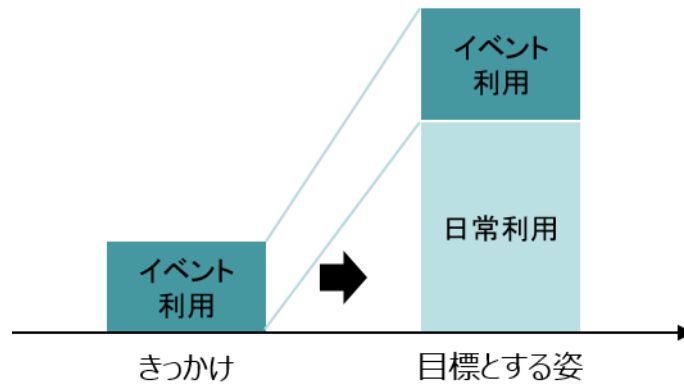 イベント
利用
日常利用
イベント
利用
きっかけ
目標とする姿